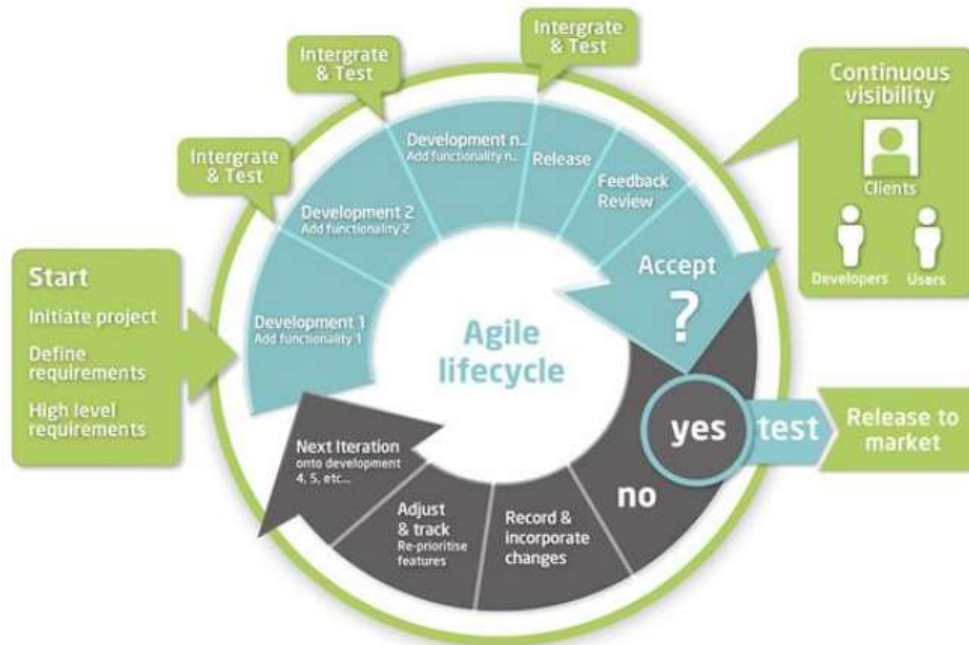 Intergrate
& Test
Intergrate
& Test
Intergrate
& Test
Continuous
visibility
Clients
Developers
Users
Start
Initiate project
Define
requirements
High level
requirements
Development 1
Add functionality 1
Development 2
Add functionality 2
Development n...
Add functionality n..
Release
Feedback
Review
Accept
?
Agile
lifecycle
yes
test
Release to
market
no
Record &
incorporate
changes
Adjust
& track
Re-prioritise
features
Next Iteration
onto development
4, 5, etc...